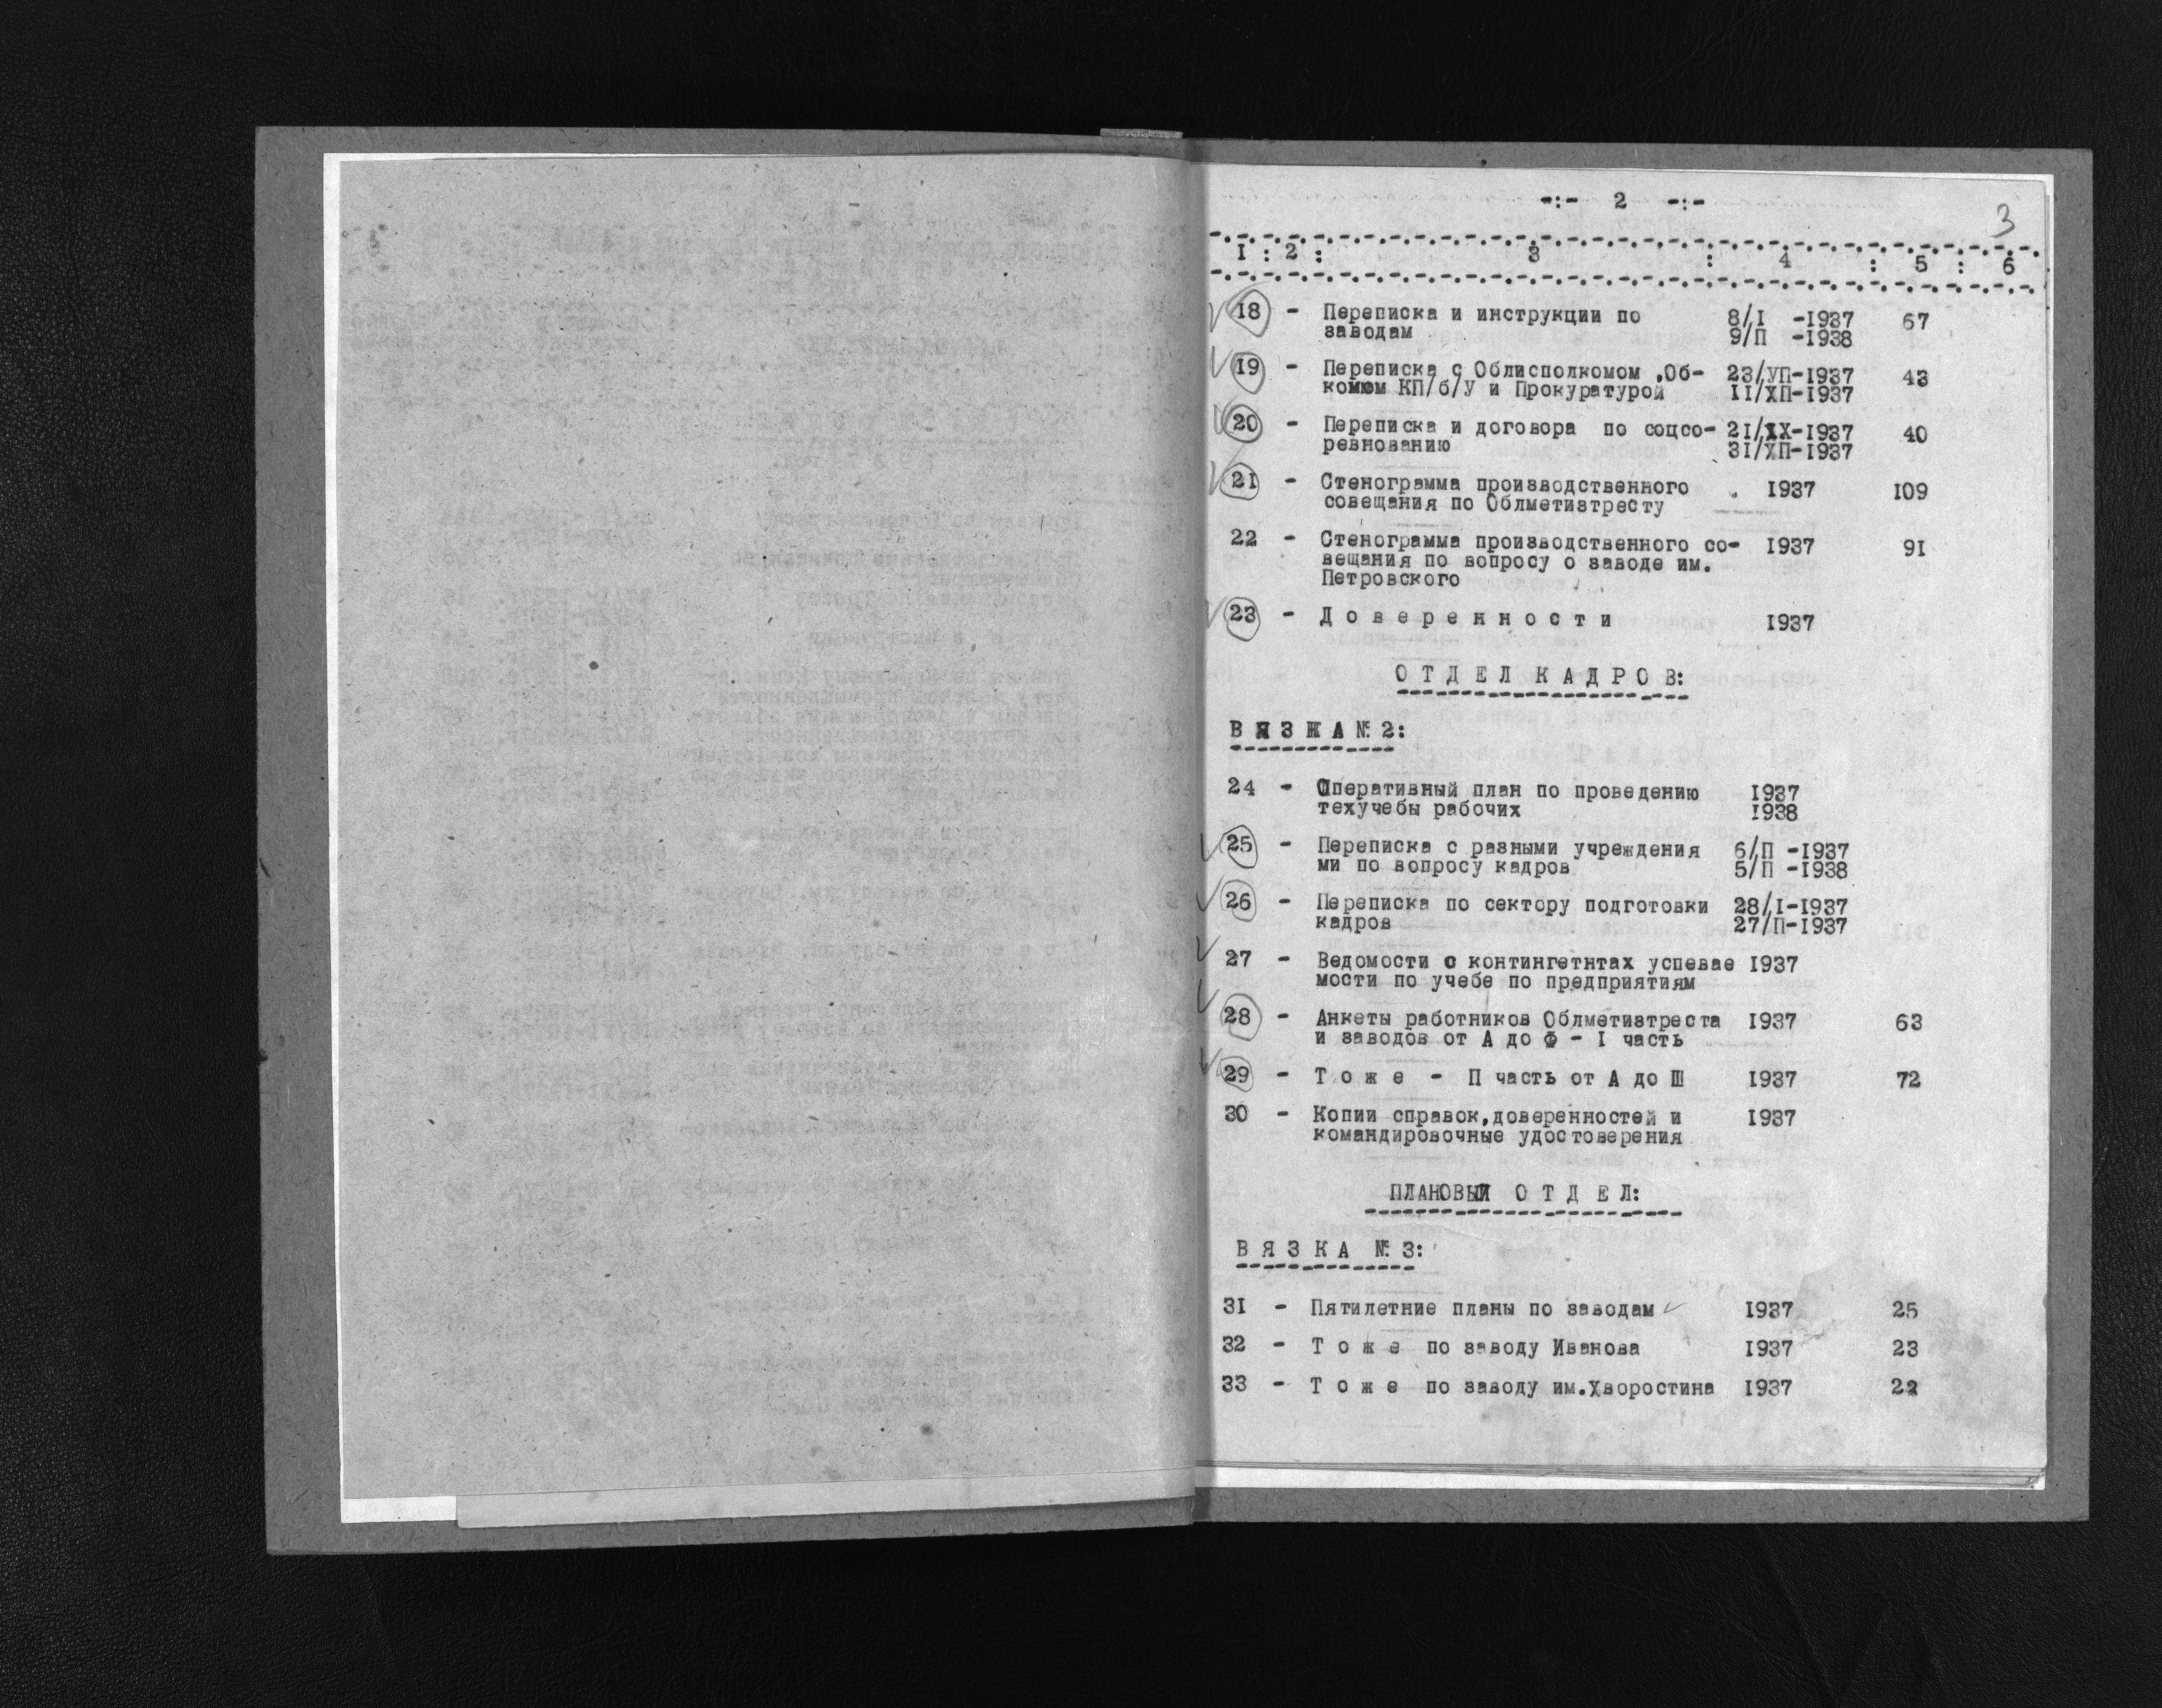 -:- 2 -:-
3
I : 2 : 3 : 4 : 5 : 6
18 - Переписка и инструкции по 8/I -1937 67
заводам 9/П -1938
19 - Переписка с Облисполкомом ,Об- 23/УП-1937 43
комюм КП/б/У и Прокуратурой II/ХП-1937
20 - Переписка и договора по соцсо- 21/IX-1937 40
ревнованию 31/ХП-1937
21 - Стенограмма производственного 1937 109
совещания по Облметизтресту
22 - Стенограмма производственного со- 1937 91
вещания по вопросу о заводе им.
Петровского
23 - Д о в е р е н н о с т и 1937
О Т Д Е Л К А Д Р О В:
В Я З К А № 2:
24 - Оперативный план по проведению 1937
техучебы рабочих 1938
25 - Переписка с разными учреждения 6/П -1937
ми по вопросу кадров 5/П -1938
26 - Переписка по сектору подготовки 28/I-1937
кадров 27/П-1937
27 - Ведомости о контингетнтах успевае 1937
мости по учебе по предприятиям
28 - Анкеты работников Облметизтреста 1937 63
и заводов от А до Ф - I часть
29 - Т о ж е - П часть от А до Ш 1937 72
30 - Копии справок,доверенностей и 1937
командировочные удостоверения
ПЛАНОВЫЙ О Т Д Е Л:
В Я З К А № 3:
31 - Пятилетние планы по заводам 1937 25
32 - Т о ж е по заводу Иванова 1937 23
33 - Т о ж е по заводу им.Хворостина 1937 22